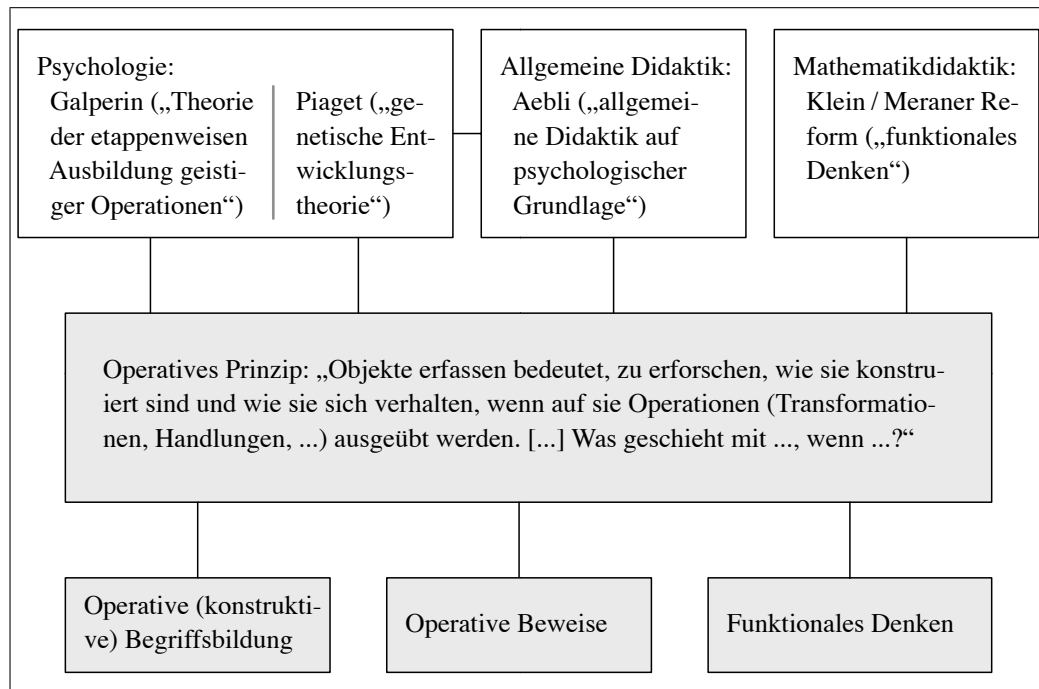 Psychologie:
Galperin („Theorie
der etappenweisen
Ausbildung geisti-
ger Operationen“)
Piaget („ge-
netische Ent-
wicklungs-
theorie“)
Allgemeine Didaktik:
Aebli („allgemei-
ne Didaktik auf
psychologischer
Grundlage“)
Mathematikdidaktik:
Klein / Meraner Re-
form („funktionales
Denken“)
Operatives Prinzip: „Objekte erfassen bedeutet, zu erforschen, wie sie konstru-
iert sind und wie sie sich verhalten, wenn auf sie Operationen (Transformatio-
nen, Handlungen, ...) ausgeübt werden. [...] Was geschieht mit ..., wenn ...?“
Operative (konstrukti-
ve) Begriffsbildung
Operative Beweise
Funktionales Denken